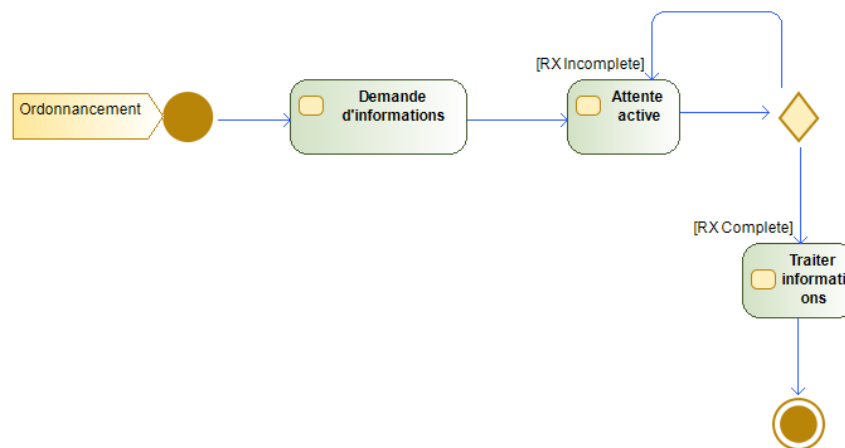 Ordonnancement
Demande
d'informations
[RX Incomplete]
Attente
active
[RX Complete]
Traiter
informati
ons